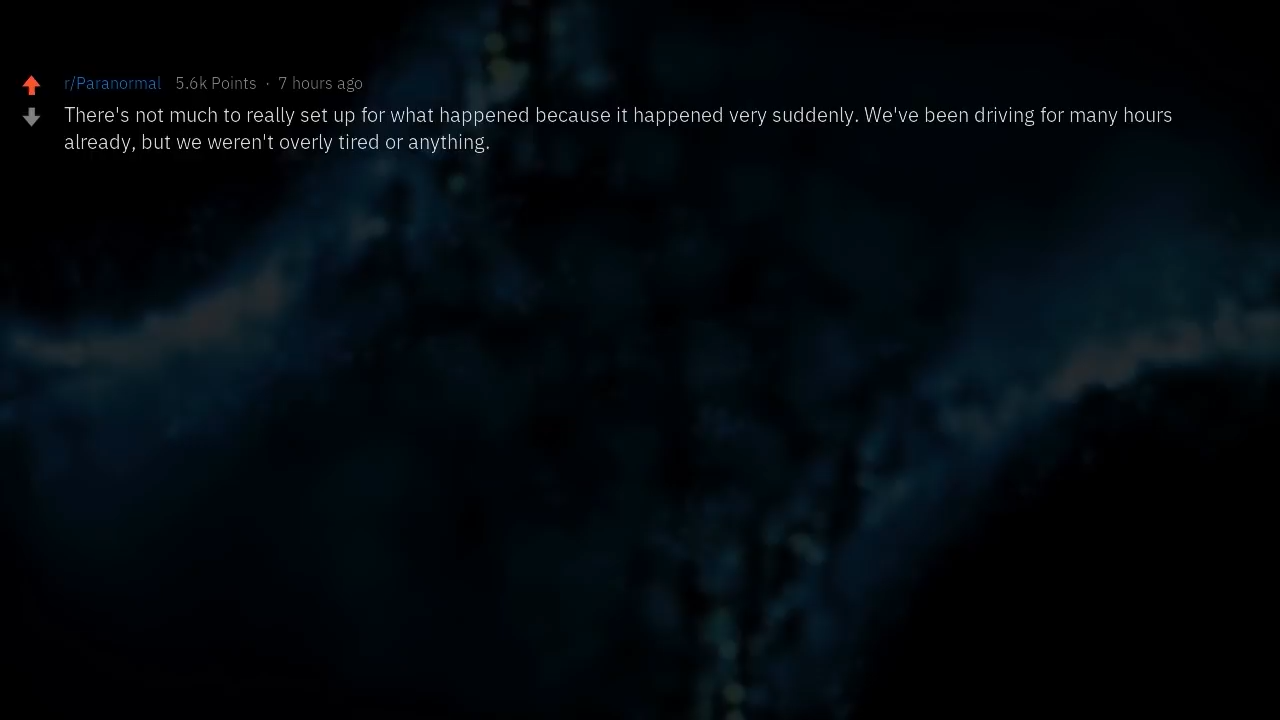 r/Paranormal 5.6k Points · 7 hours ago
There's not much to really set up for what happened because it happened very suddenly. We've been driving for many hours
already, but we weren't overly tired or anything.